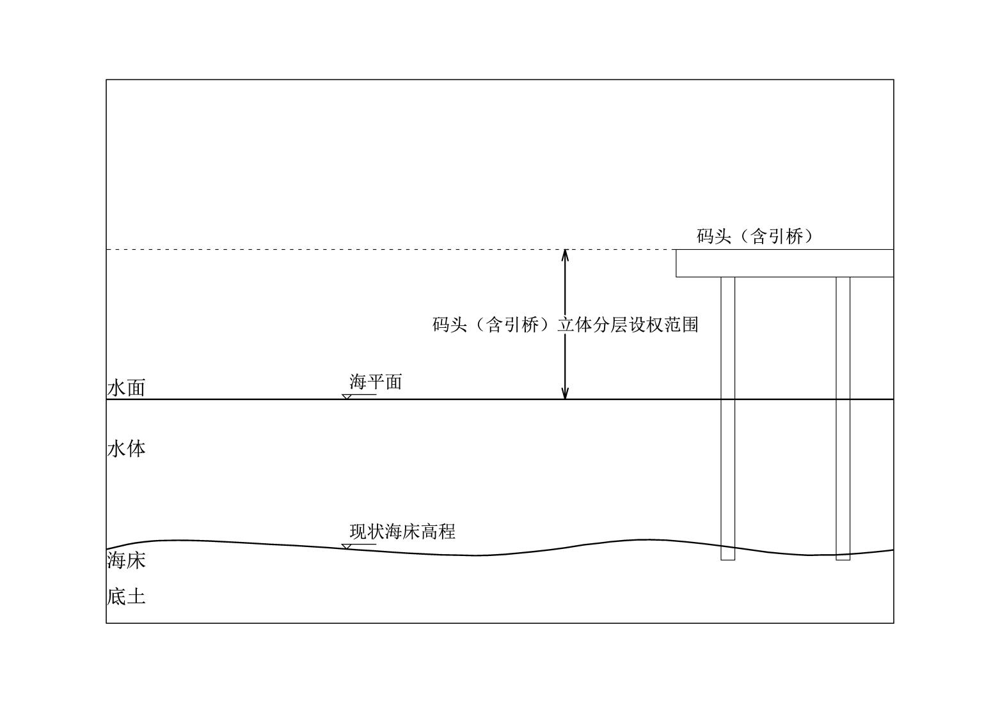 码头（含引桥）
码头（含引桥）立体分层设权范围
海平面
水面
水体
现状海床高程
海床
底土